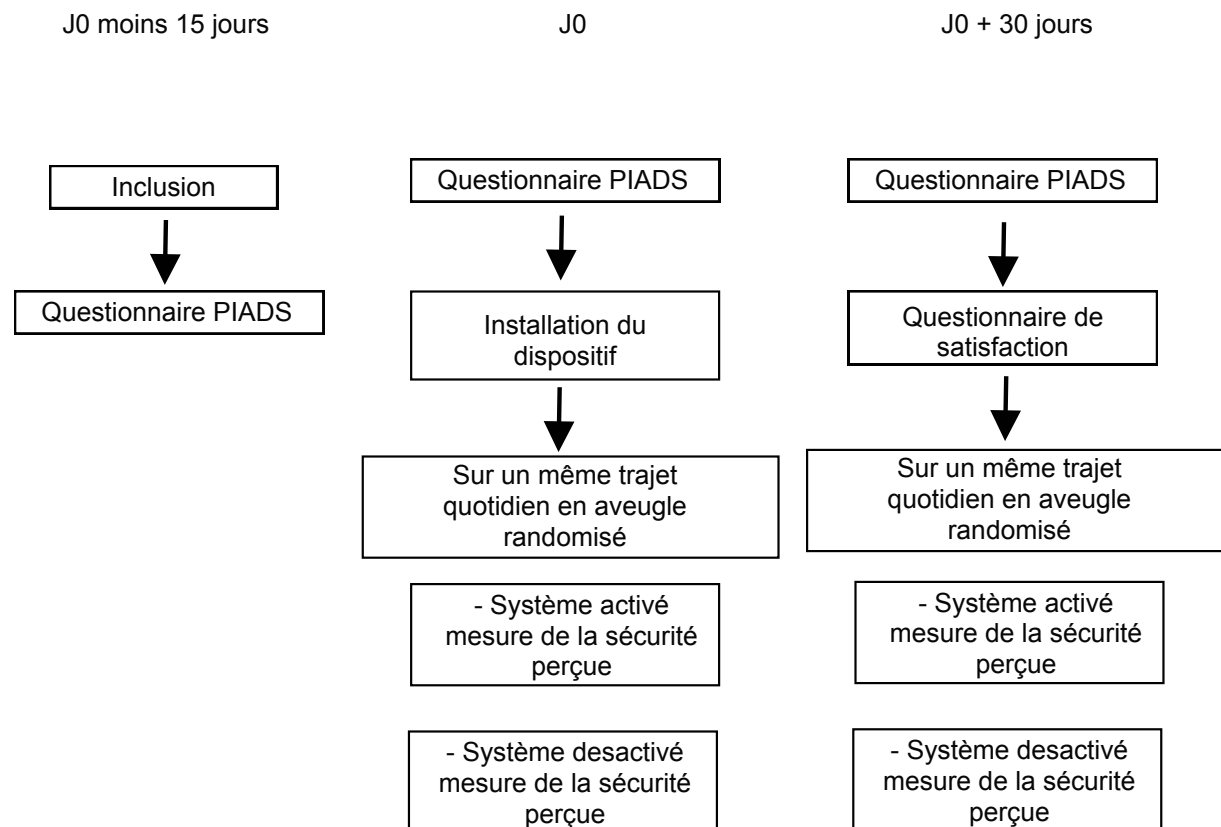 J0 moins 15 jours
J0
J0 + 30 jours
Inclusion
Questionnaire PIADS
Questionnaire PIADS
Installation du
dispositif
Sur un même trajet
quotidien en aveugle
randomisé
- Système activé
mesure de la sécurité
perçue
- Système desactivé
mesure de la sécurité
perçue
Questionnaire PIADS
Questionnaire de
satisfaction
Sur un même trajet
quotidien en aveugle
randomisé
- Système activé
mesure de la sécurité
perçue
- Système desactivé
mesure de la sécurité
perçue